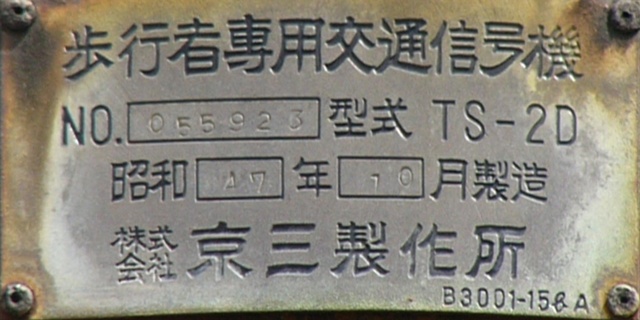 歩行者専用交通信号機
NO. 055923 型式 TS-2D
昭和 47 年 10 月製造
株式会社 京三製作所
B3001-156A